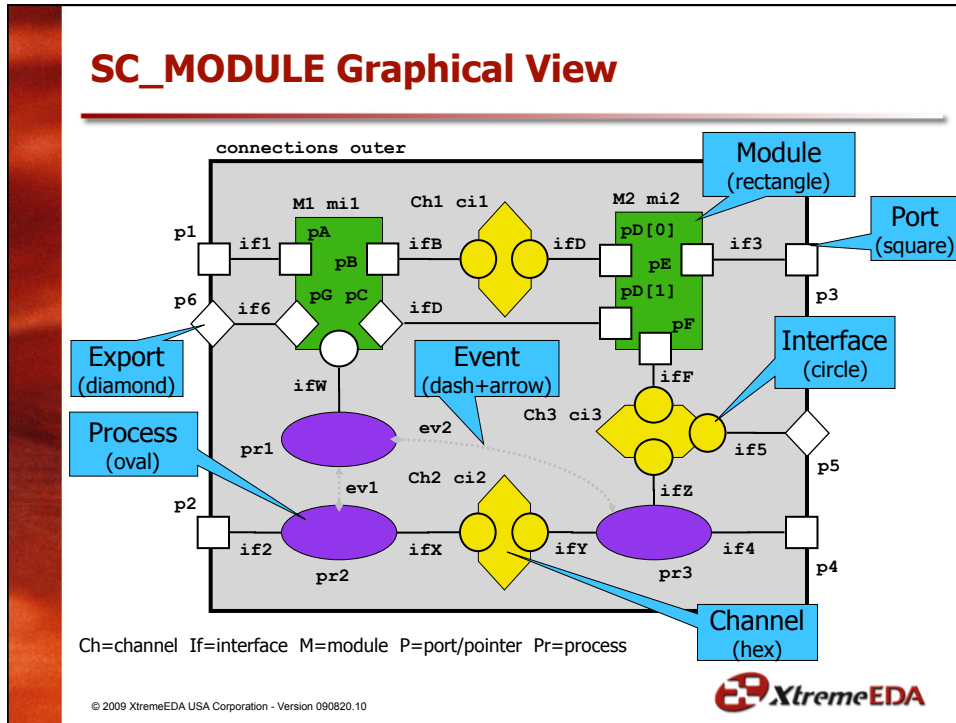 SC_MODULE Graphical View
connections outer
Module
(rectangle)
M1 mi1
Ch1 ci1
M2 mi2
Port
(square)
p1
if1
pA
pB
ifB
ifD
pD[0]
pE
if3
p3
p6
if6
pG
pC
ifD
pD[1]
pF
Export
(diamond)
Event
(dash+arrow)
Interface
(circle)
ifW
ifF
Process
(oval)
pr1
ev2
Ch3 ci3
if5
p5
ev1
Ch2 ci2
ifZ
p2
if2
ifX
ifY
if4
p4
pr2
pr3
Channel
(hex)
Ch=channel If=interface M=module P=port/pointer Pr=process
© 2009 XtremeEDA USA Corporation - Version 090820.10
XtremeEDA